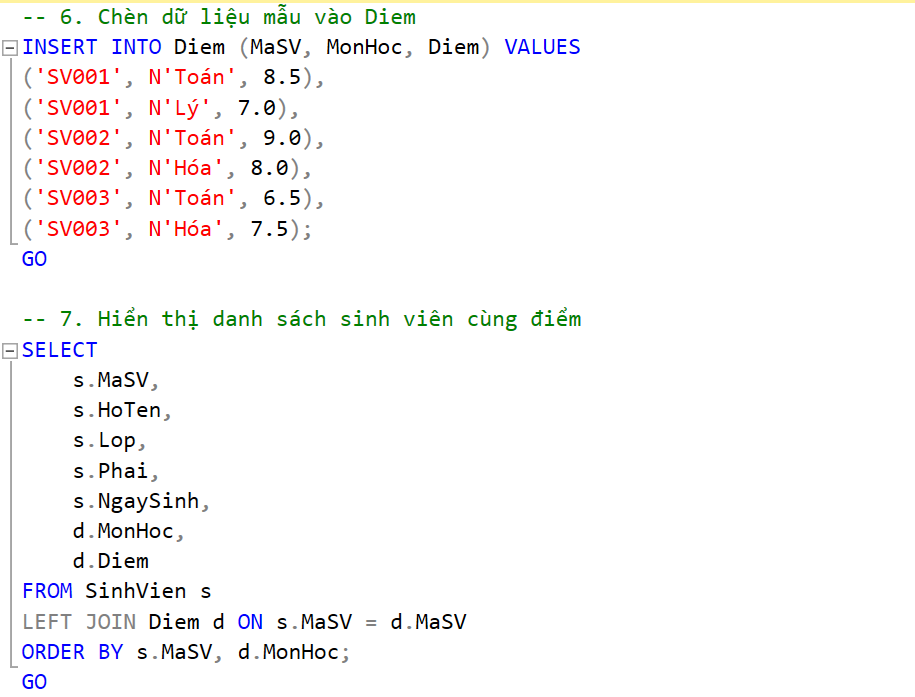 -- 6. Chèn dữ liệu mẫu vào Diem
INSERT INTO Diem (MaSV, MonHoc, Diem) VALUES
('SV001', N'Toán', 8.5),
('SV001', N'Lý', 7.0),
('SV002', N'Toán', 9.0),
('SV002', N'Hóa', 8.0),
('SV003', N'Toán', 6.5),
('SV003', N'Hóa', 7.5);
GO
-- 7. Hiển thị danh sách sinh viên cùng điểm
SELECT
s.MaSV,
s.HoTen,
s.Lop,
s.Phai,
s.NgaySinh,
d.MonHoc,
d.Diem
FROM SinhVien s
LEFT JOIN Diem d ON s.MaSV = d.MaSV
ORDER BY s.MaSV, d.MonHoc;
GO